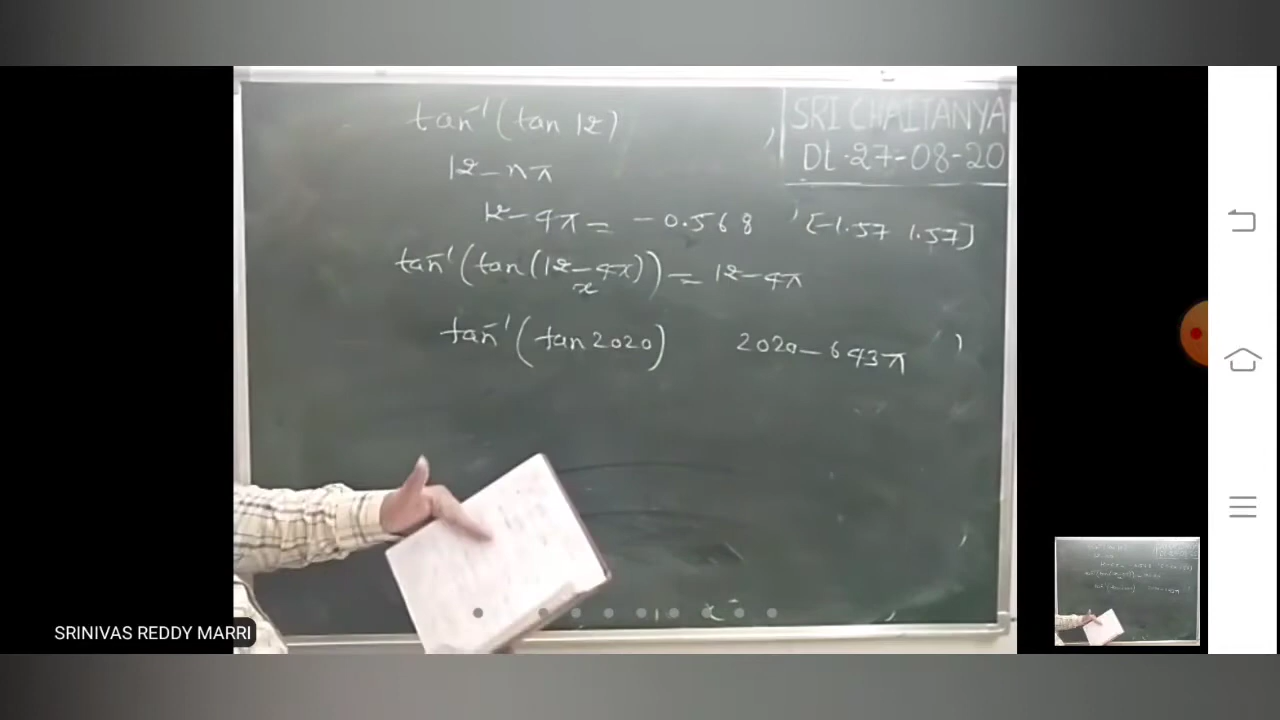 tan⁻¹(tan 12)
SRI CHAITANYA
Dt.27-08-20
12-nπ
12-4π = -0.568 [-1.57 1.57]
tan⁻¹(tan(12-4π)) = 12-4π
x
tan⁻¹(tan 2020) 2020-643π
SRINIVAS REDDY MARRI